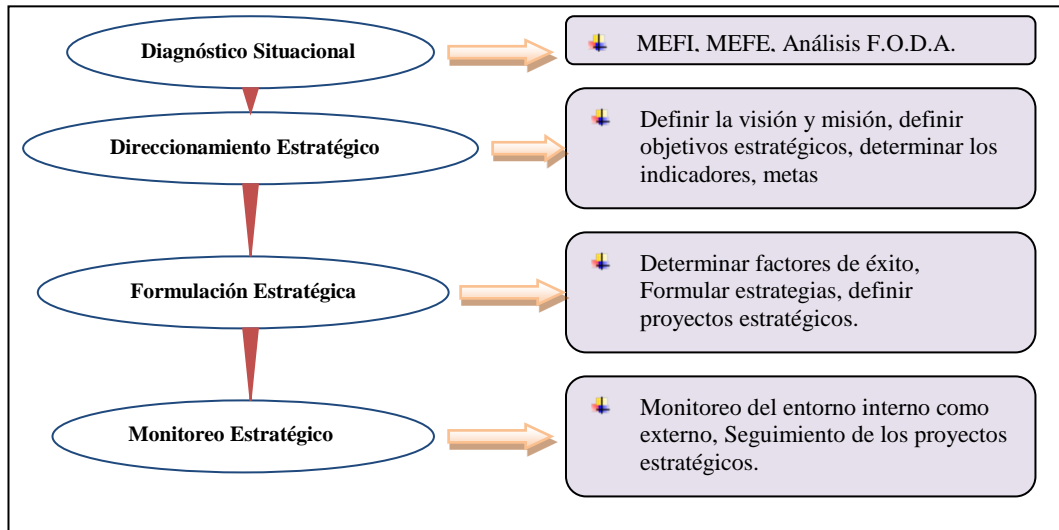 Diagnóstico Situacional
MEFI, MEFE, Análisis F.O.D.A.
Direccionamiento Estratégico
Definir la visión y misión, definir
objetivos estratégicos, determinar los
indicadores, metas
Formulación Estratégica
Determinar factores de éxito,
Formular estrategias, definir
proyectos estratégicos.
Monitoreo Estratégico
Monitoreo del entorno interno como
externo, Seguimiento de los proyectos
estratégicos.